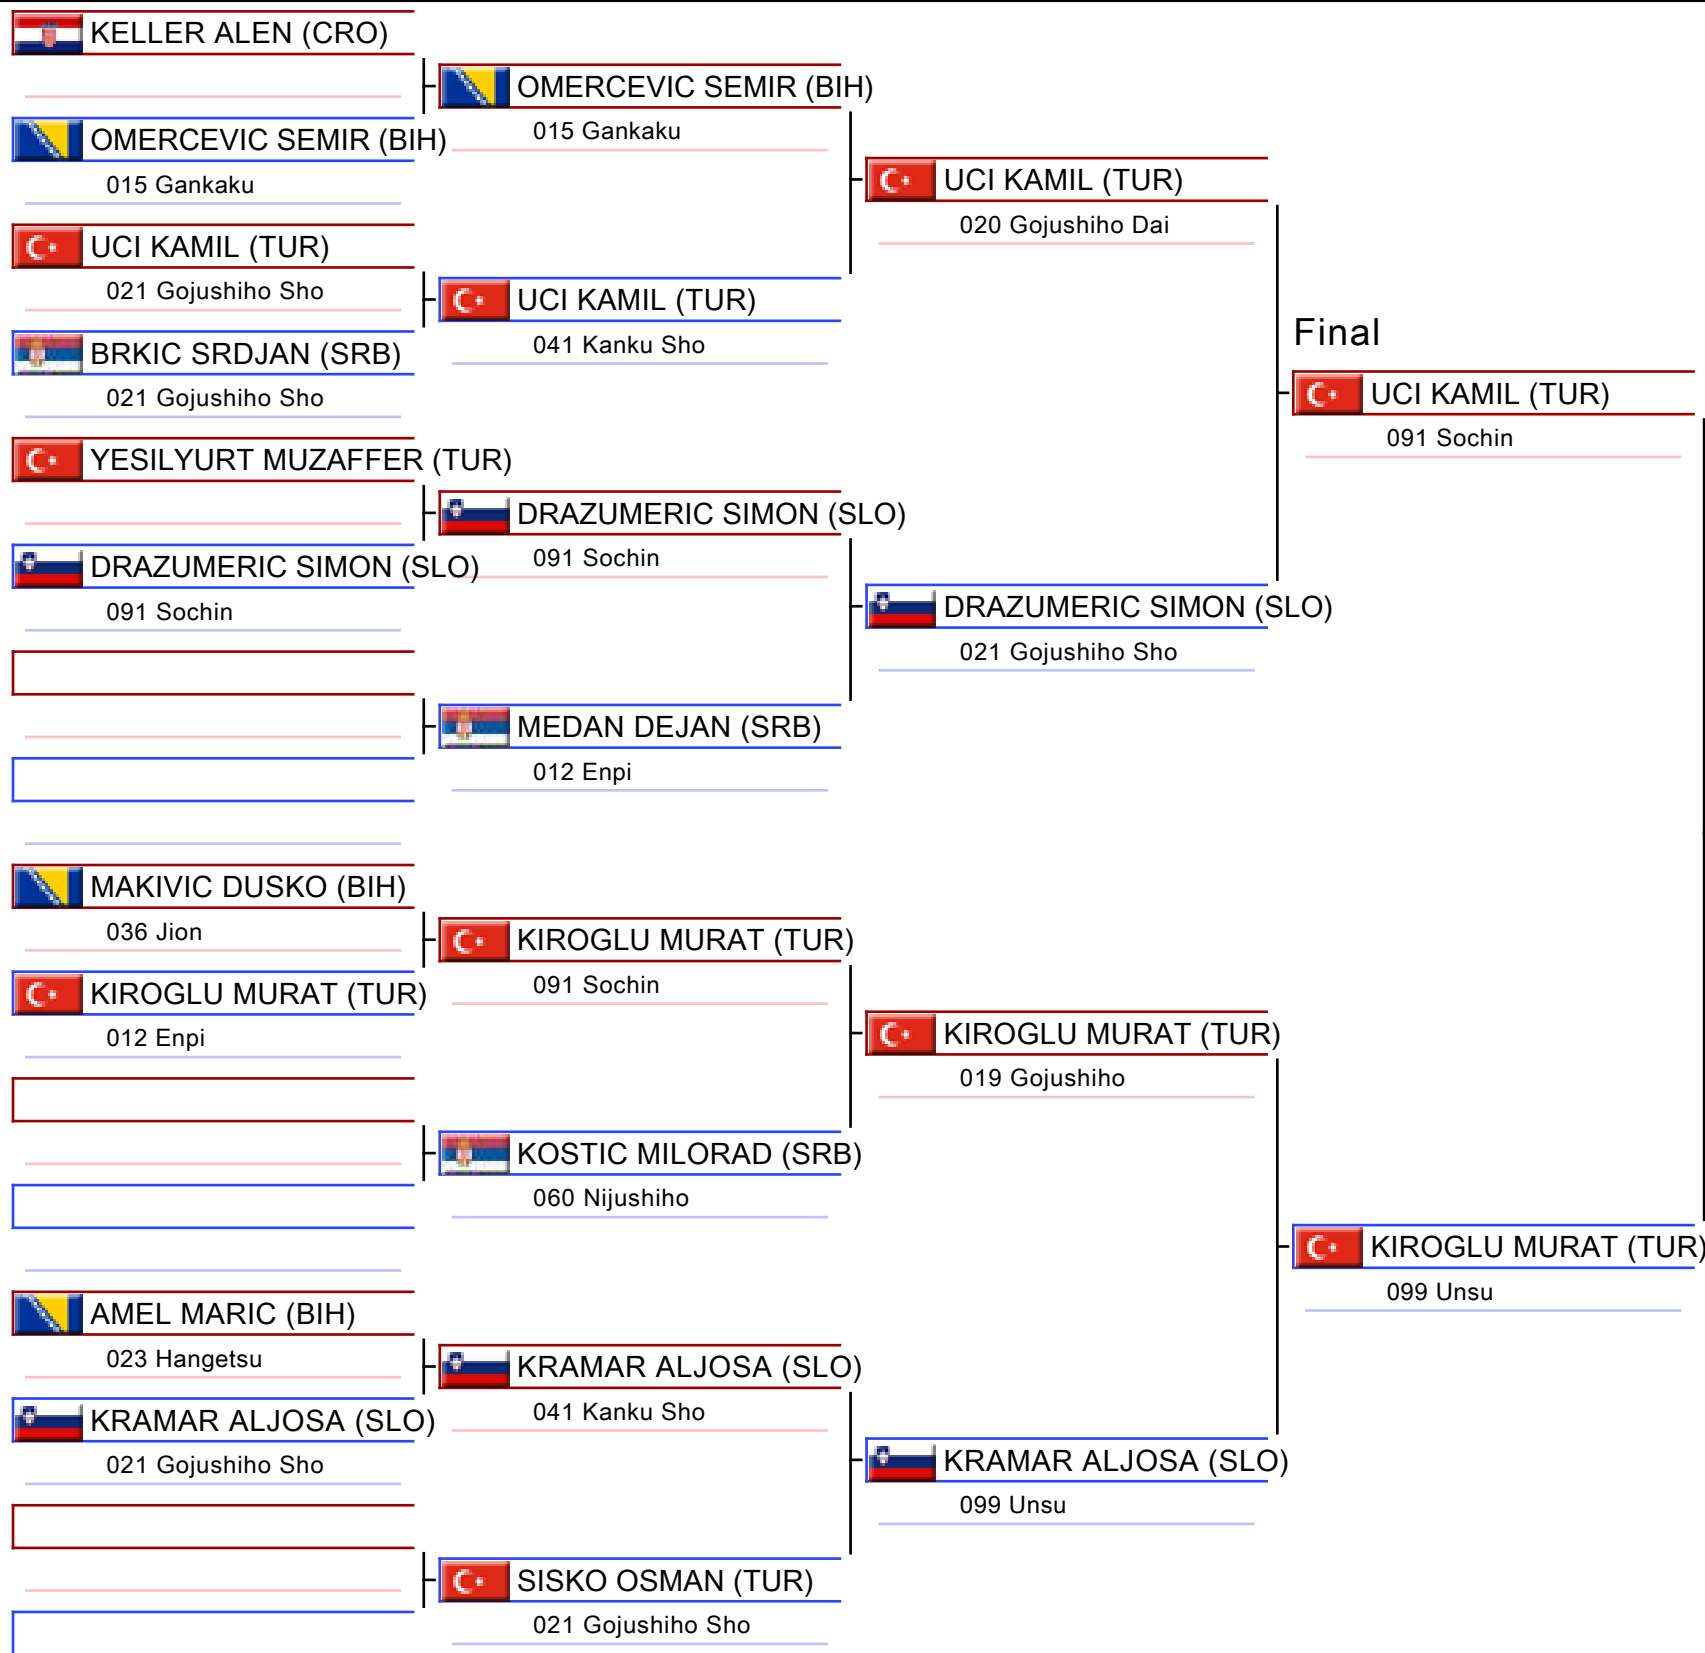 KELLER ALEN (CRO)
OMERCEVIC SEMIR (BIH)
015 Gankaku
UCI KAMIL (TUR)
021 Gojushiho Sho
BRKIC SRDJAN (SRB)
021 Gojushiho Sho
YESILYURT MUZAFFER (TUR)
DRAZUMERIC SIMON (SLO)
091 Sochin
MAKIVIC DUSKO (BIH)
036 Jion
KIROGLU MURAT (TUR)
012 Enpi
AMEL MARIC (BIH)
023 Hangetsu
KRAMAR ALJOSA (SLO)
021 Gojushiho Sho
OMERCEVIC SEMIR (BIH)
015 Gankaku
UCI KAMIL (TUR)
041 Kanku Sho
DRAZUMERIC SIMON (SLO)
091 Sochin
MEDAN DEJAN (SRB)
012 Enpi
KIROGLU MURAT (TUR)
091 Sochin
KOSTIC MILORAD (SRB)
060 Nijushiho
KRAMAR ALJOSA (SLO)
041 Kanku Sho
SISKO OSMAN (TUR)
021 Gojushiho Sho
UCI KAMIL (TUR)
020 Gojushiho Dai
DRAZUMERIC SIMON (SLO)
021 Gojushiho Sho
KIROGLU MURAT (TUR)
019 Gojushiho
KRAMAR ALJOSA (SLO)
099 Unsu
Final
UCI KAMIL (TUR)
091 Sochin
KIROGLU MURAT (TUR)
099 Unsu